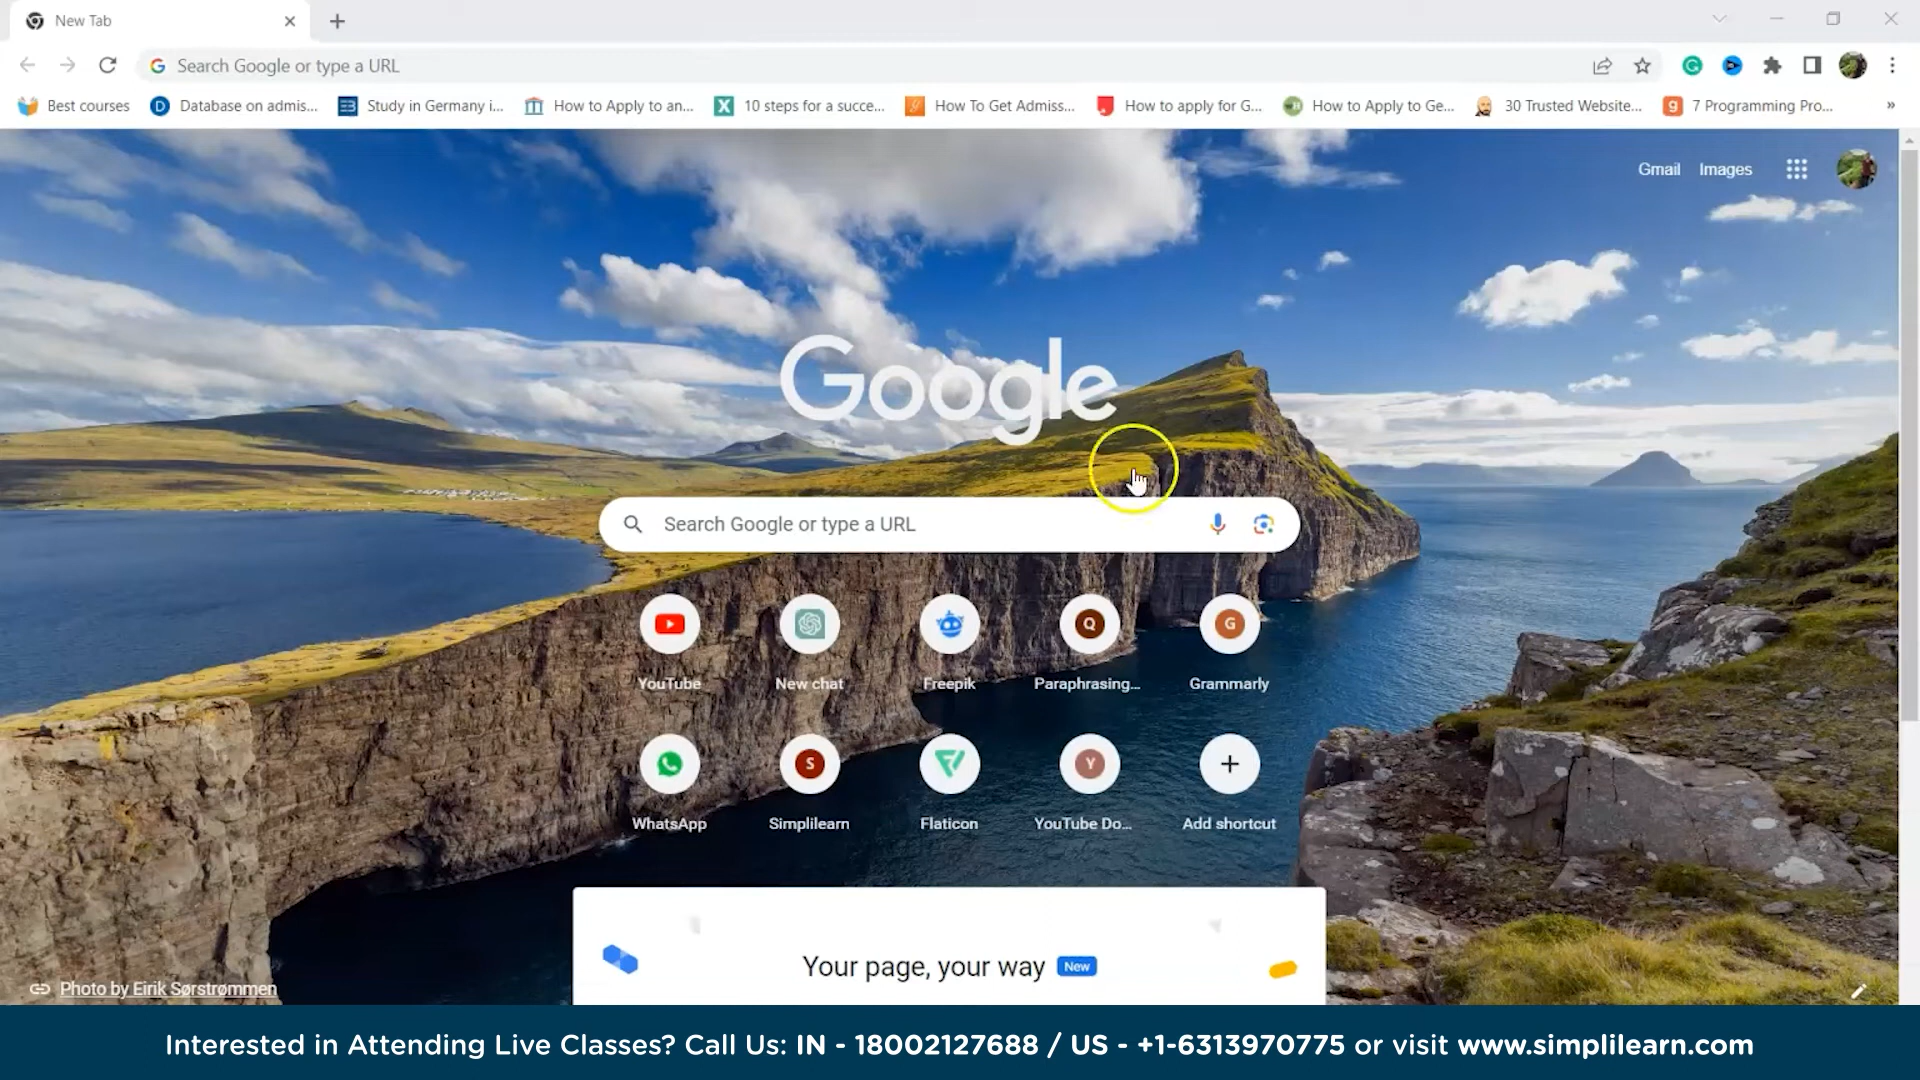 New Tab
Search Google or type a URL
Best courses
Database on admis...
Study in Germany i...
How to Apply to an...
10 steps for a succe...
How To Get Admiss...
How to apply for G...
How to Apply to Ge...
30 Trusted Website...
7 Programming Pro...
»
Gmail
Images
Google
Search Google or type a URL
YouTube
New chat
Freepik
Q
Paraphrasing...
G
Grammarly
WhatsApp
S
Simplilearn
Flaticon
Y
YouTube Do...
Add shortcut
Your page, your way New
Photo by Eirik Sørstrømmen
Interested in Attending Live Classes? Call Us: IN - 18002127688 / US - +1-6313970775 or visit www.simplilearn.com